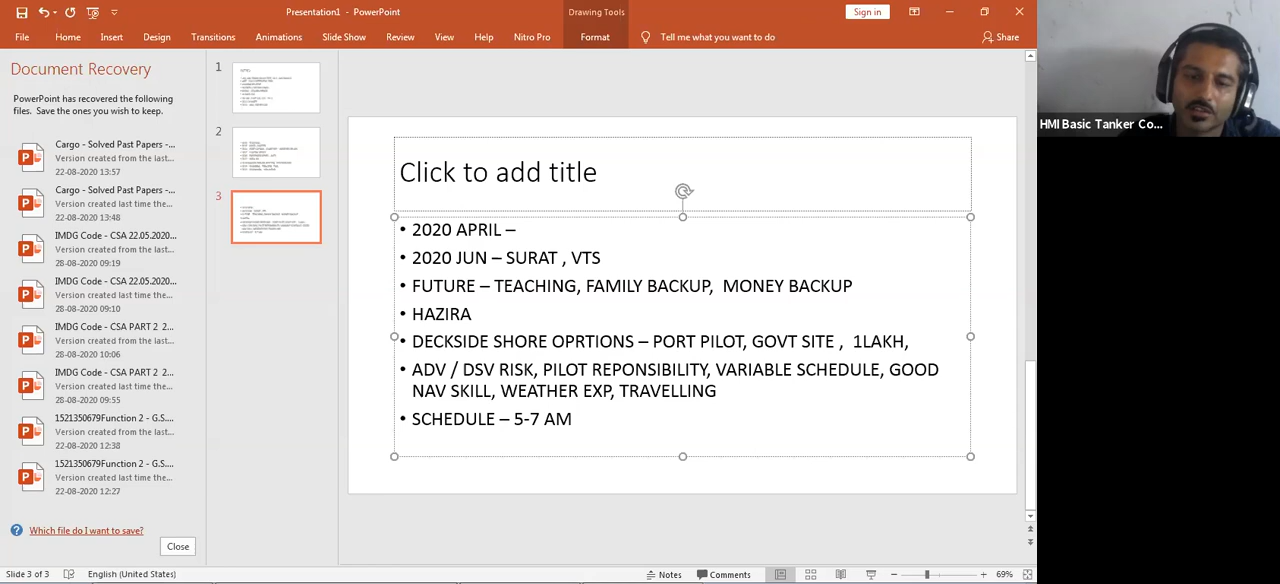 Presentation1 - PowerPoint
Drawing Tools
Sign in
File
Home
Insert
Design
Transitions
Animations
Slide Show
Review
View
Help
Nitro Pro
Format
Tell me what you want to do
Share
Document Recovery
PowerPoint has recovered the following
files. Save the ones you wish to keep.
Cargo - Solved Past Papers -...
Version created from the last...
22-08-2020 13:57
Cargo - Solved Past Papers -...
Version created from the last...
22-08-2020 13:48
IMDG Code - CSA 22.05.2020...
Version created from the last...
28-08-2020 09:19
IMDG Code - CSA 22.05.2020...
Version created last time the...
28-08-2020 09:10
IMDG Code - CSA PART 2 2...
Version created from the last...
28-08-2020 10:06
IMDG Code - CSA PART 2 2...
Version created last time the...
28-08-2020 09:55
1521350679Function 2 - G.S....
Version created from the last...
22-08-2020 12:38
1521350679Function 2 - G.S....
Version created last time the...
22-08-2020 12:27
Which file do I want to save?
Close
1
2
3
Click to add title
• 2020 APRIL –
• 2020 JUN – SURAT , VTS
• FUTURE – TEACHING, FAMILY BACKUP, MONEY BACKUP
• HAZIRA
• DECKSIDE SHORE OPRTIONS – PORT PILOT, GOVT SITE , 1LAKH,
• ADV / DSV RISK, PILOT REPONSIBILITY, VARIABLE SCHEDULE, GOOD
NAV SKILL, WEATHER EXP, TRAVELLING
• SCHEDULE – 5-7 AM
HMI Basic Tanker Co...
Slide 3 of 3
English (United States)
Notes
Comments
69%